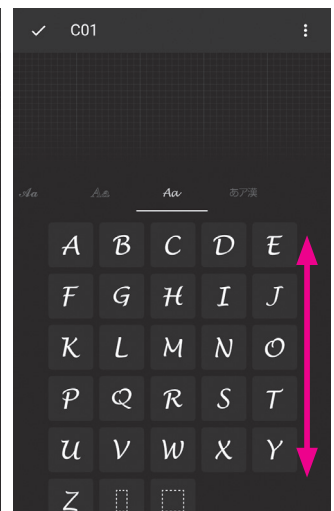 C01
Aa Aa Aa あア漢
A B C D E
F G H I J
K L M N O
P Q R S T
U V W X Y
Z